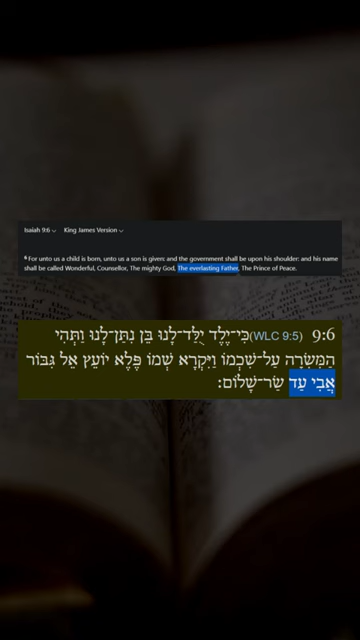 Isaiah 9:6 King James Version
6 For unto us a child is born, unto us a son is given: and the government shall be upon his shoulder: and his name
shall be called Wonderful, Counsellor, The mighty God, The everlasting Father, The Prince of Peace.
9:6 (WLC 9:5) כִּי־יֶלֶד יֻלַּד־לָנוּ בֵּן נִתַּן־לָנוּ וַתְּהִי
הַמִּשְׂרָה עַל־שִׁכְמוֹ וַיִּקְרָא שְׁמוֹ פֶּלֶא יוֹעֵץ אֵל גִּבּוֹר
אֲבִי עַד שַׂר־שָׁלוֹם׃